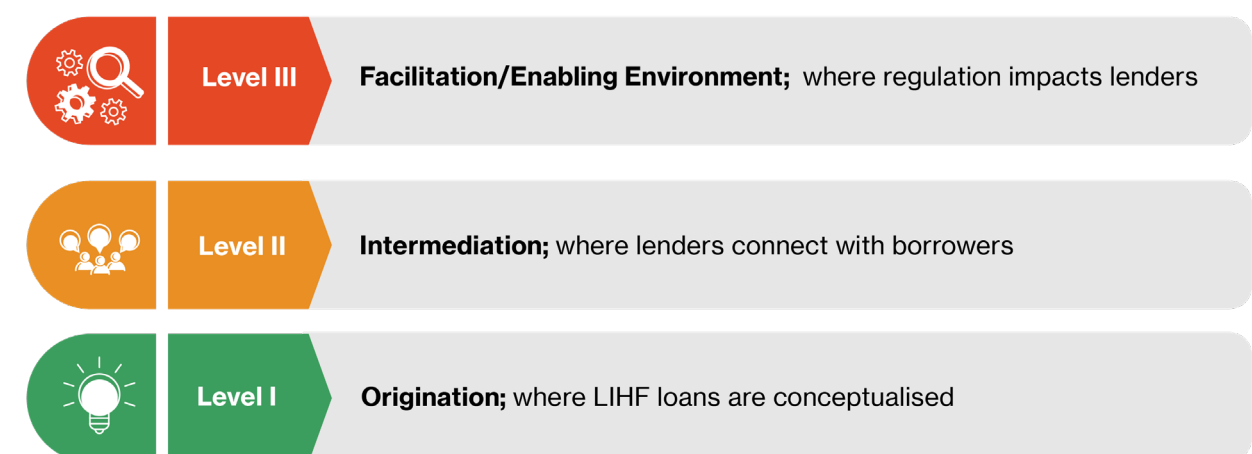 Level III
Facilitation/Enabling Environment; where regulation impacts lenders
Level II
Intermediation; where lenders connect with borrowers
Level I
Origination; where LIHF loans are conceptualised